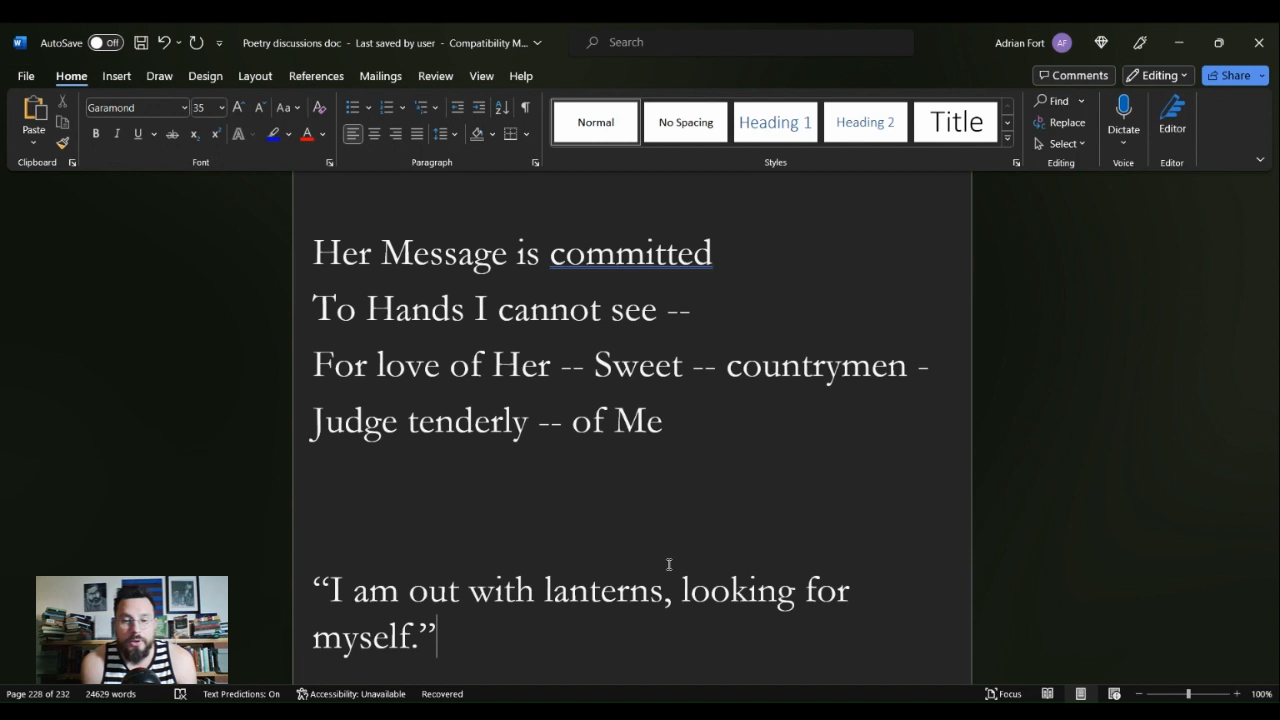 AutoSave Off Poetry discussions doc - Last saved by user - Compatibility M... Search Adrian Fort AF
File Home Insert Draw Design Layout References Mailings Review View Help Comments Editing Share
Paste Garamond 35 Aa Normal No Spacing Heading 1 Heading 2 Title Find Replace Select Dictate Editor
B I U ab x₂ x² A A
Clipboard Font Paragraph Styles Editing Voice Editor
Her Message is committed
To Hands I cannot see --
For love of Her -- Sweet -- countrymen -
Judge tenderly -- of Me
“I am out with lanterns, looking for
myself.”
Page 228 of 232 24629 words Text Predictions: On Accessibility: Unavailable Recovered Focus 100%